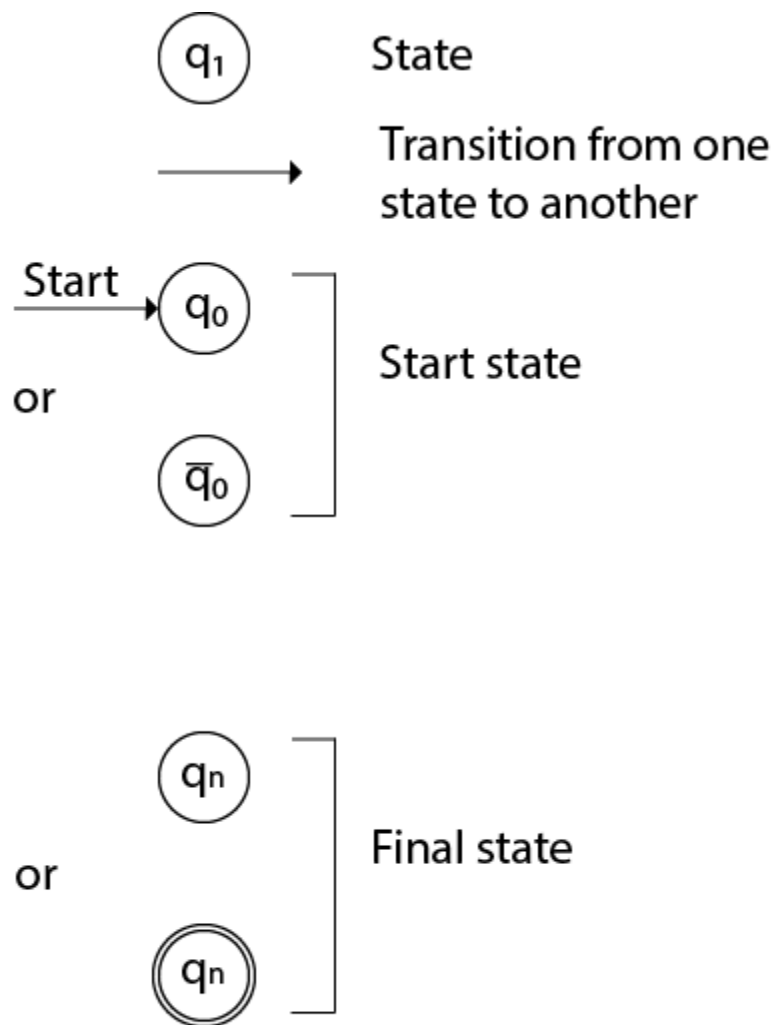 q₁ State
Transition from one
state to another
Start
q₀
Start state
or
q̅₀
qn
Final state
or
qn